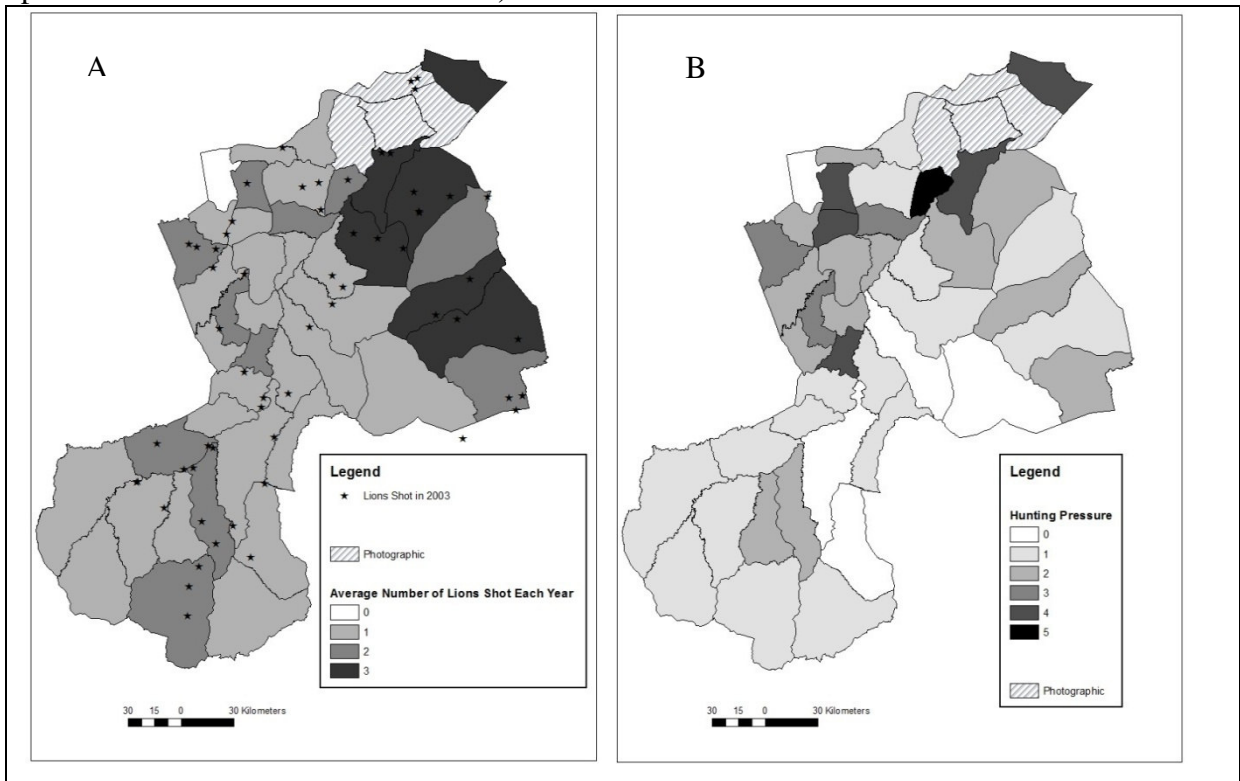 A
Legend
★ Lions Shot in 2003
Photographic
Average Number of Lions Shot Each Year
0
1
2
3
30 15 0 30 Kilometers
B
Legend
Hunting Pressure
0
1
2
3
4
5
Photographic
30 15 0 30 Kilometers